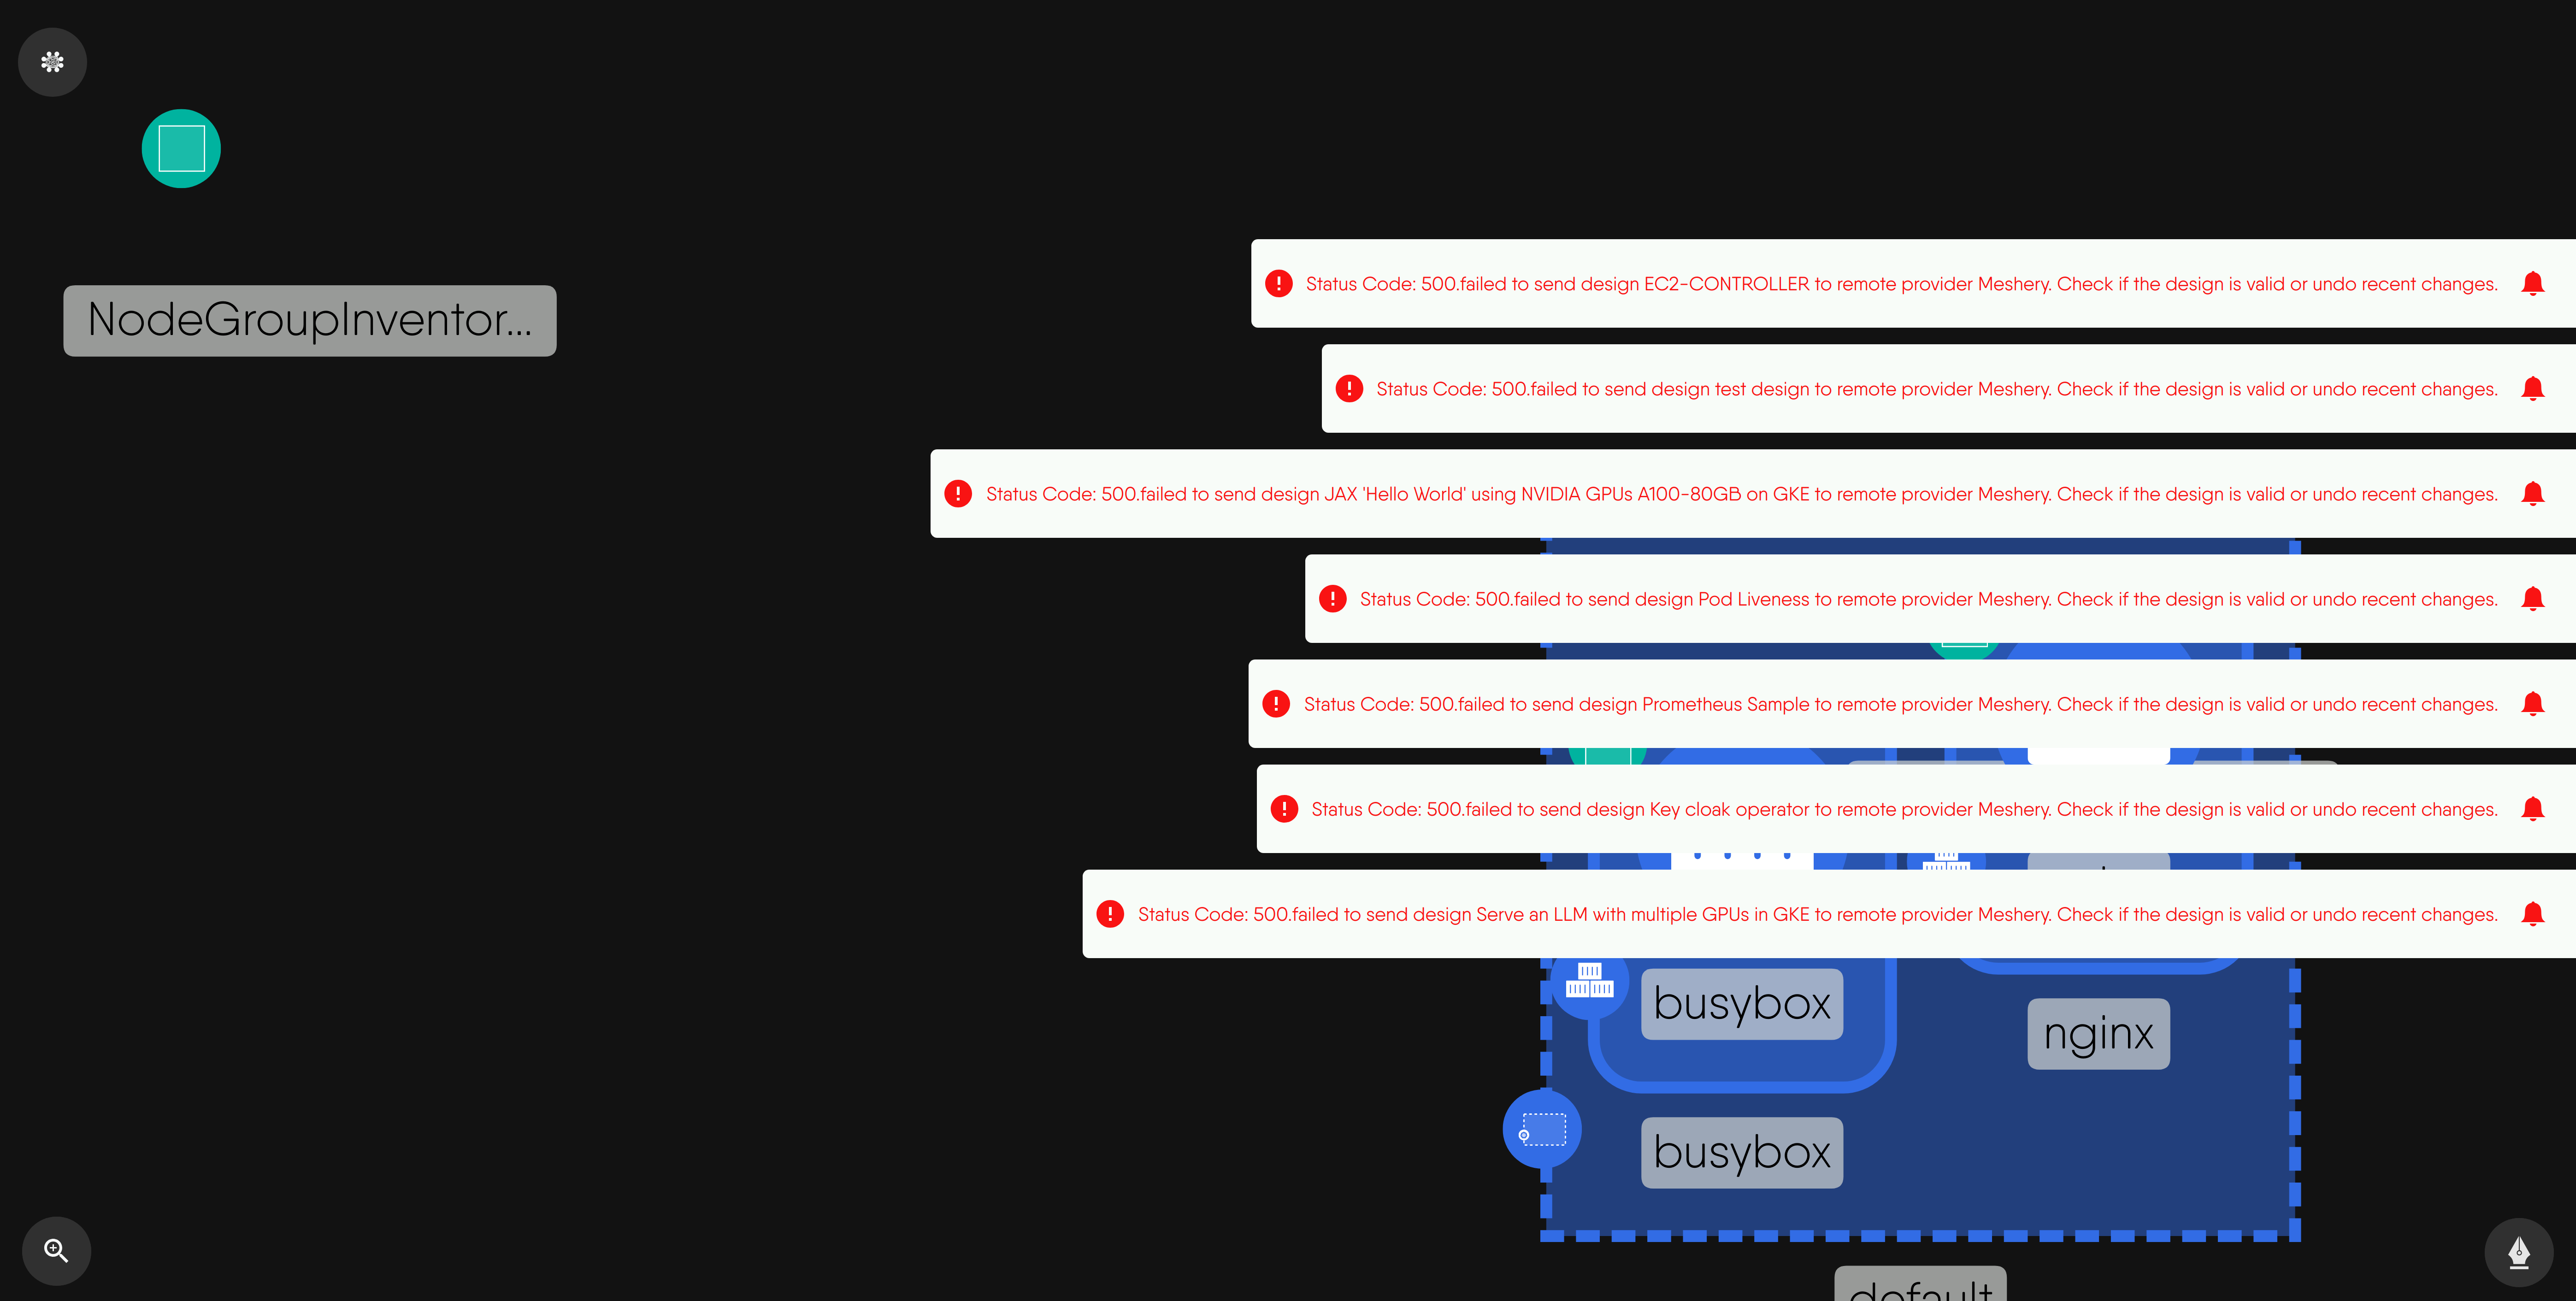 NodeGroupInventor...
Status Code: 500.failed to send design EC2-CONTROLLER to remote provider Meshery. Check if the design is valid or undo recent changes.
Status Code: 500.failed to send design test design to remote provider Meshery. Check if the design is valid or undo recent changes.
Status Code: 500.failed to send design JAX 'Hello World' using NVIDIA GPUs A100-80GB on GKE to remote provider Meshery. Check if the design is valid or undo recent changes.
Status Code: 500.failed to send design Pod Liveness to remote provider Meshery. Check if the design is valid or undo recent changes.
Status Code: 500.failed to send design Prometheus Sample to remote provider Meshery. Check if the design is valid or undo recent changes.
Status Code: 500.failed to send design Key cloak operator to remote provider Meshery. Check if the design is valid or undo recent changes.
Status Code: 500.failed to send design Serve an LLM with multiple GPUs in GKE to remote provider Meshery. Check if the design is valid or undo recent changes.
busybox
nginx
busybox
default